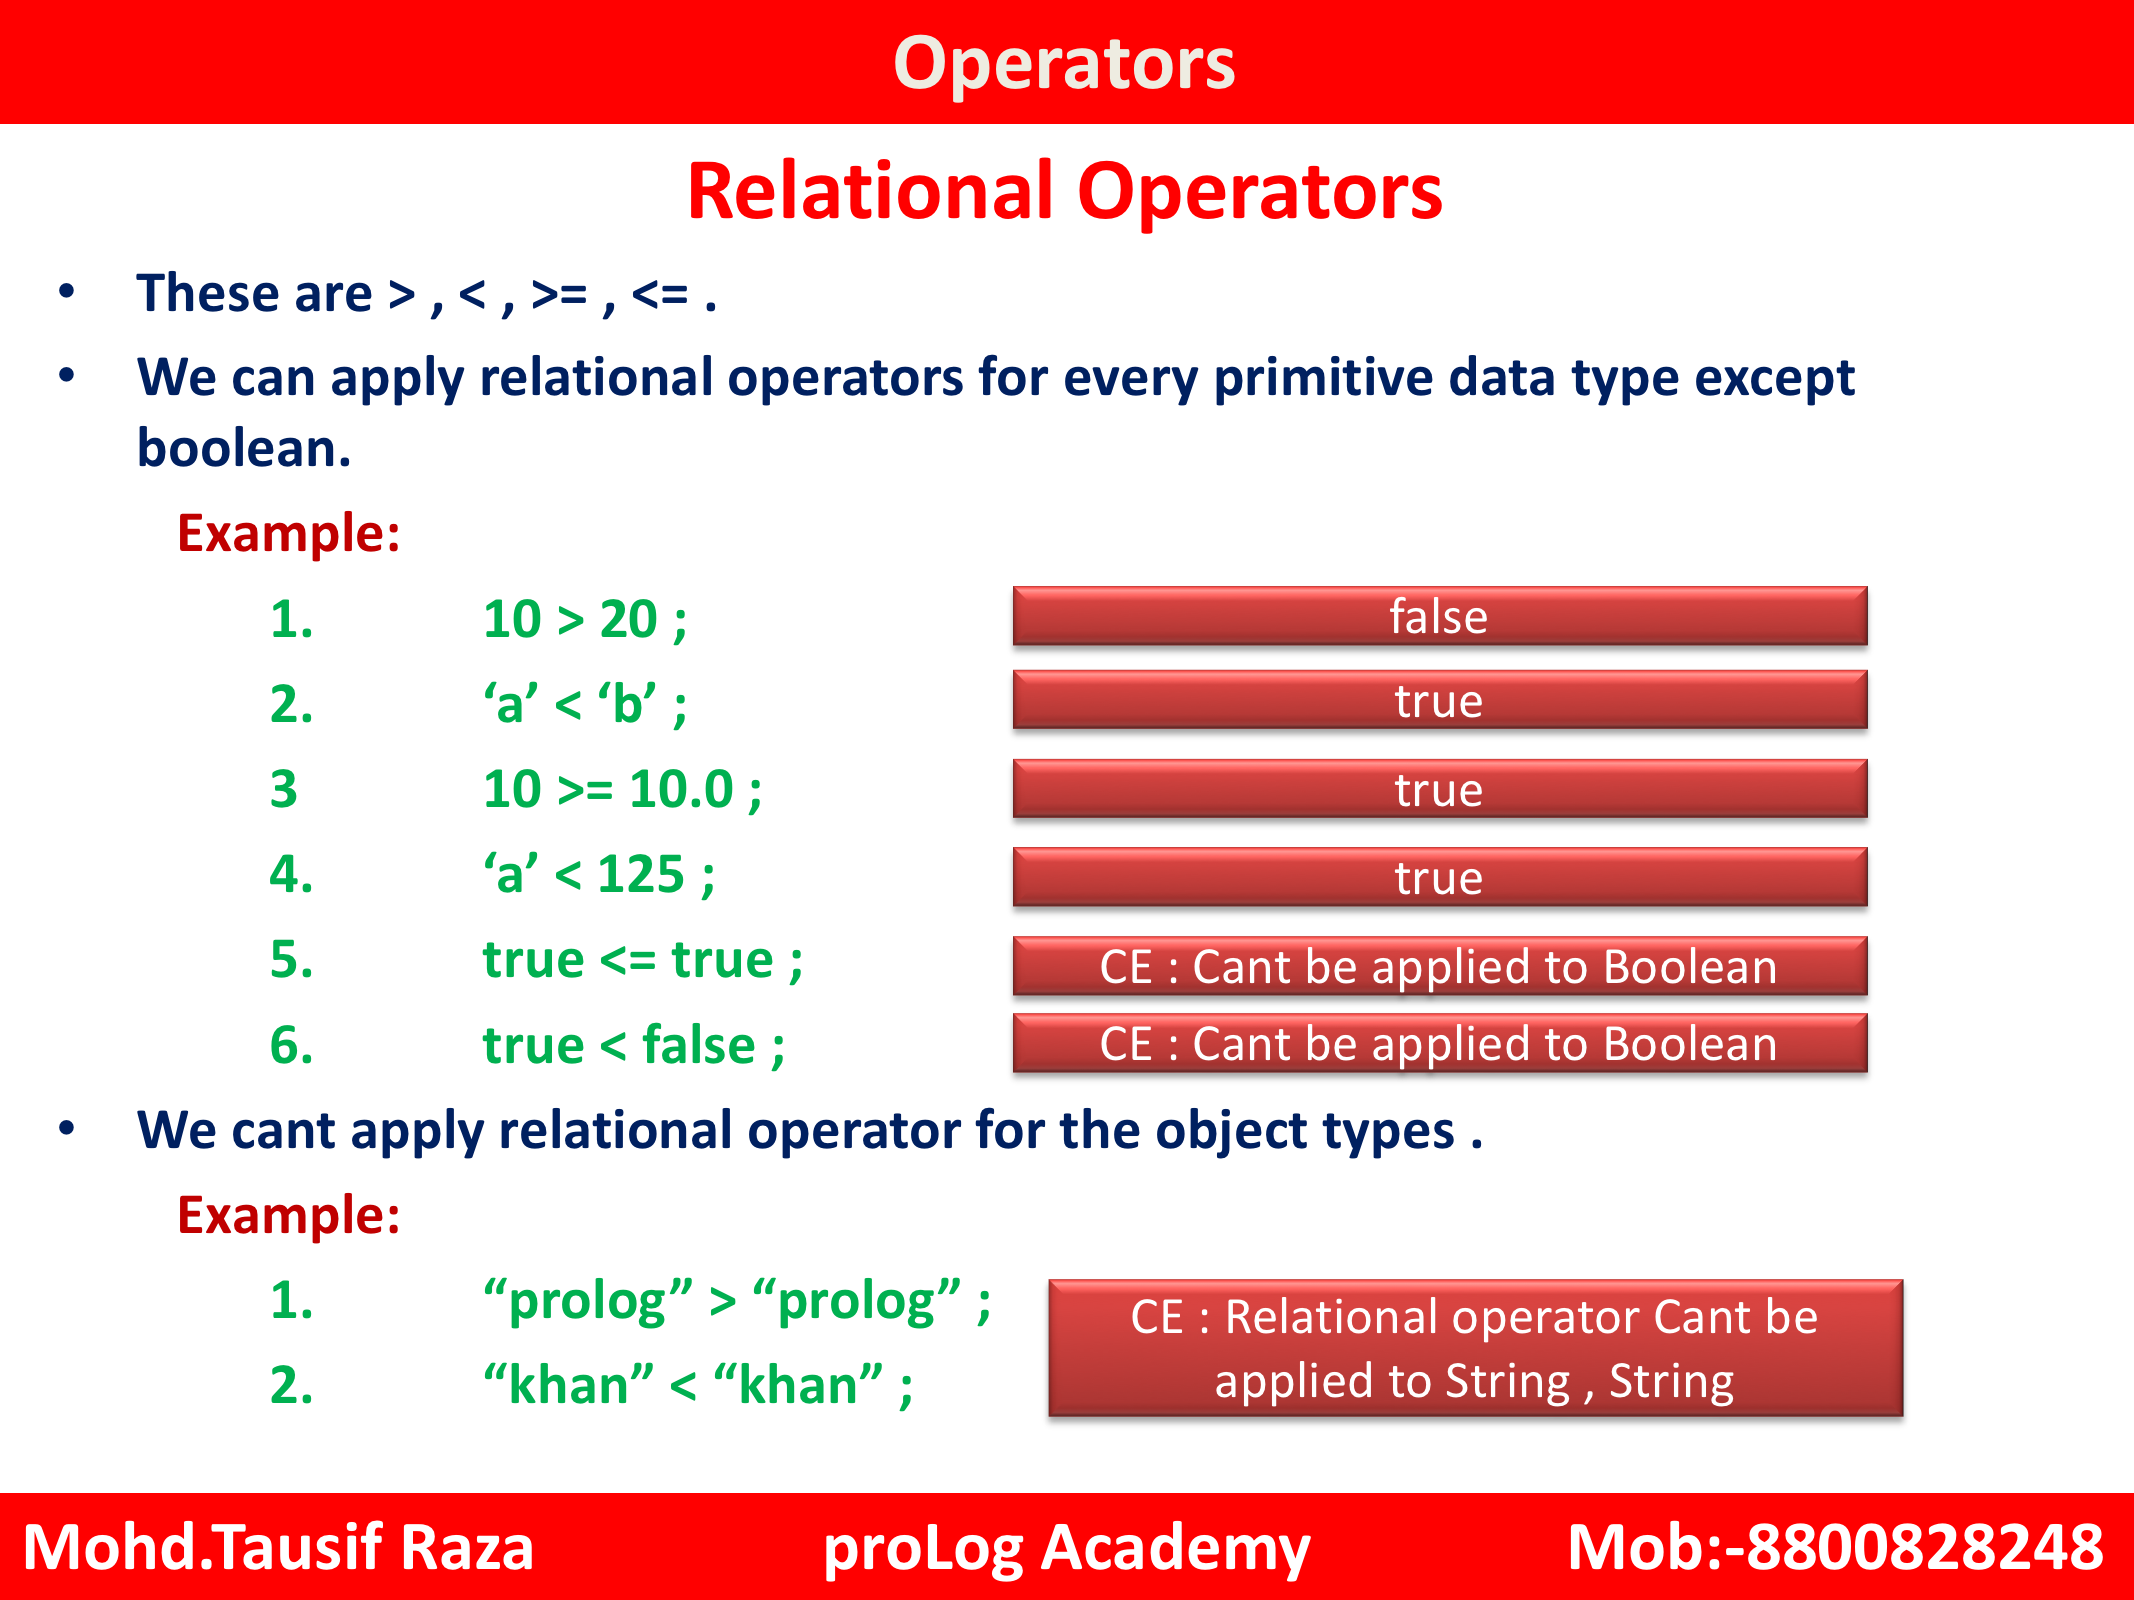 Operators
Relational Operators
• These are > , < , >= , <= .
• We can apply relational operators for every primitive data type except
boolean.
Example:
1. 10 > 20 ; false
2. ‘a’ < ‘b’ ; true
3 10 >= 10.0 ; true
4. ‘a’ < 125 ; true
5. true <= true ; CE : Cant be applied to Boolean
6. true < false ; CE : Cant be applied to Boolean
• We cant apply relational operator for the object types .
Example:
1. “prolog” > “prolog” ;
2. “khan” < “khan” ;
CE : Relational operator Cant be
applied to String , String
Mohd.Tausif Raza proLog Academy Mob:-8800828248